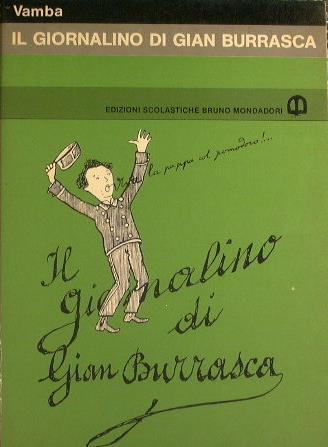 Vamba
IL GIORNALINO DI GIAN BURRASCA
EDIZIONI SCOLASTICHE BRUNO MONDADORI
Viva la pappa col pomodoro!...
Il
giornalino
di
Gian Burrasca